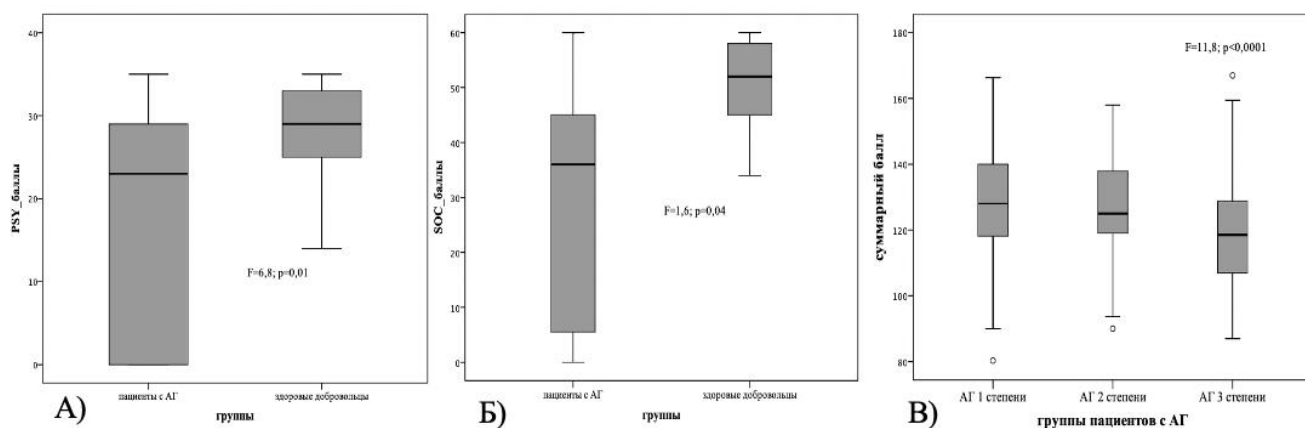 40
30
20
10
0
PSY_баллы
F=6,8; p=0,01
пациенты с АГ
здоровые добровольцы
группы
А)
60
50
40
30
20
10
0
SOC_баллы
F=1,6; p=0,04
пациенты с АГ
здоровые добровольцы
группы
Б)
180
160
140
120
100
80
суммарный балл
F=11,8; p<0,0001
АГ 1 степени
АГ 2 степени
АГ 3 степени
группы пациентов с АГ
В)